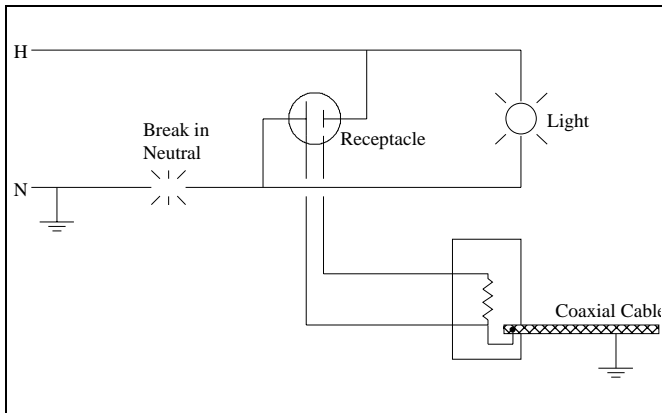 H
Break in
Neutral
Receptacle
Light
N
Coaxial Cable